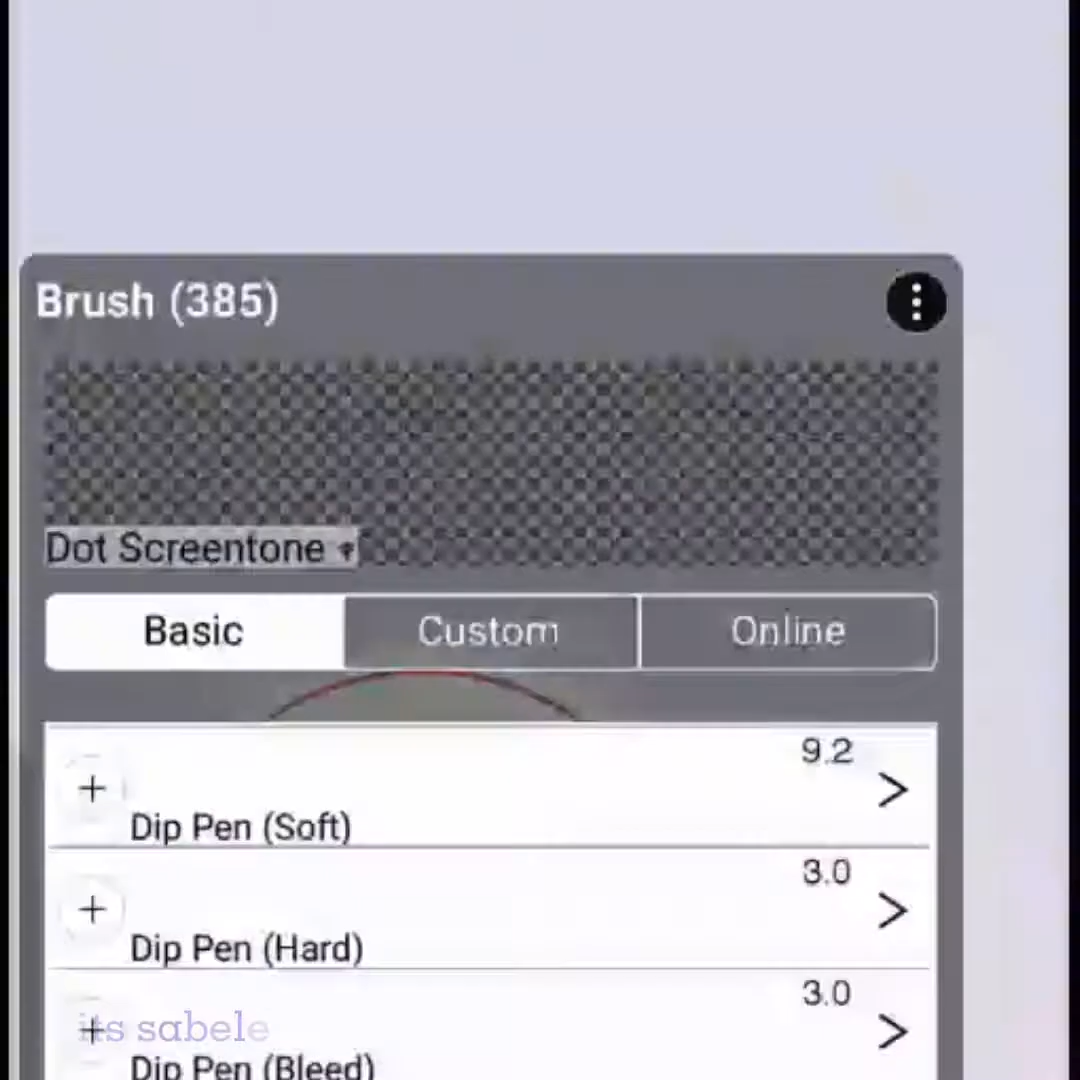 Brush (385)
Dot Screentone
Basic
Custom
Online
9.2
Dip Pen (Soft)
3.0
Dip Pen (Hard)
3.0
its sabele
Dip Pen (Bleed)